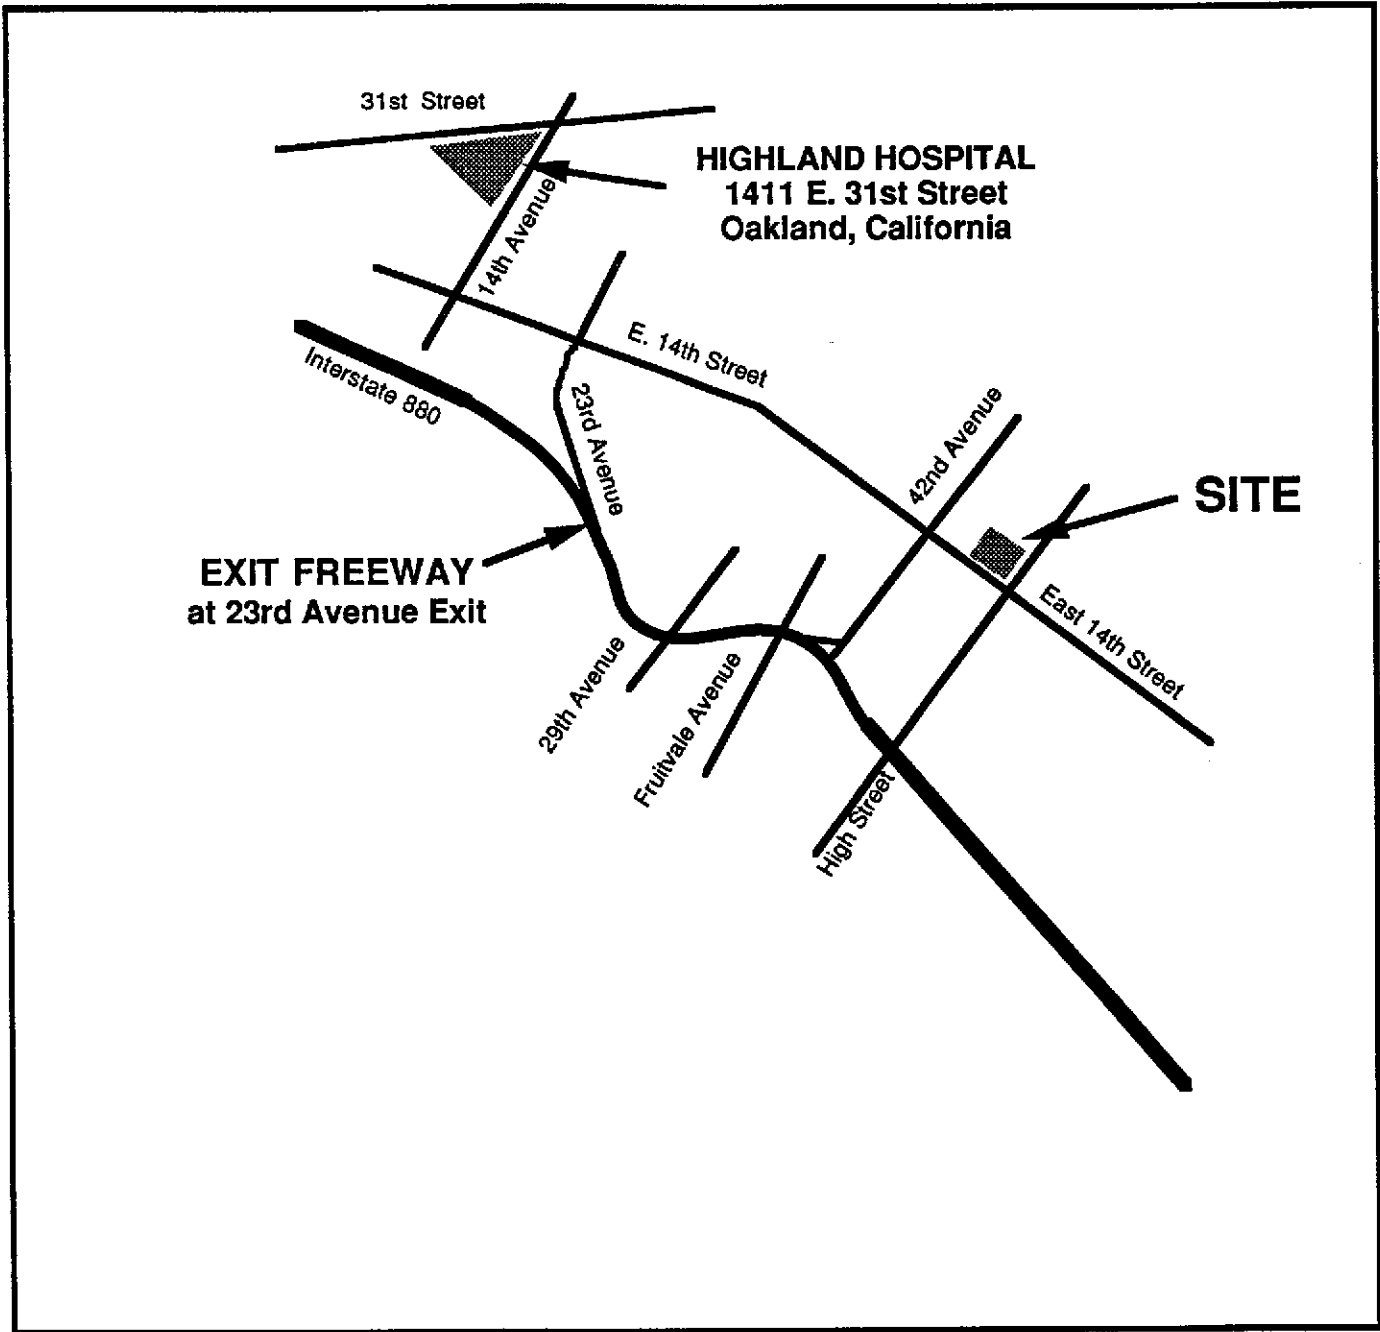 31st Street
HIGHLAND HOSPITAL
1411 E. 31st Street
Oakland, California
14th Avenue
E. 14th Street
Interstate 880
23rd Avenue
42nd Avenue
SITE
EXIT FREEWAY
at 23rd Avenue Exit
East 14th Street
29th Avenue
Fruitvale Avenue
High Street